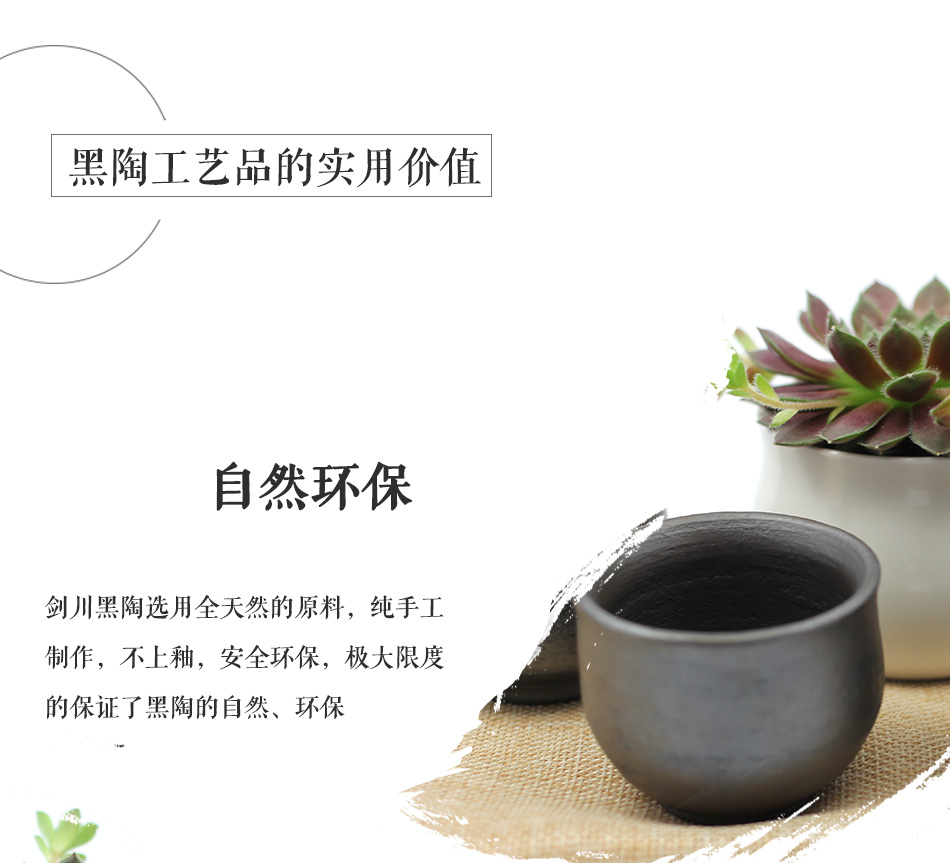 黑陶工艺品的实用价值
自然环保
剑川黑陶选用全天然的原料，纯手工
制作，不上釉，安全环保，极大限度
的保证了黑陶的自然、环保